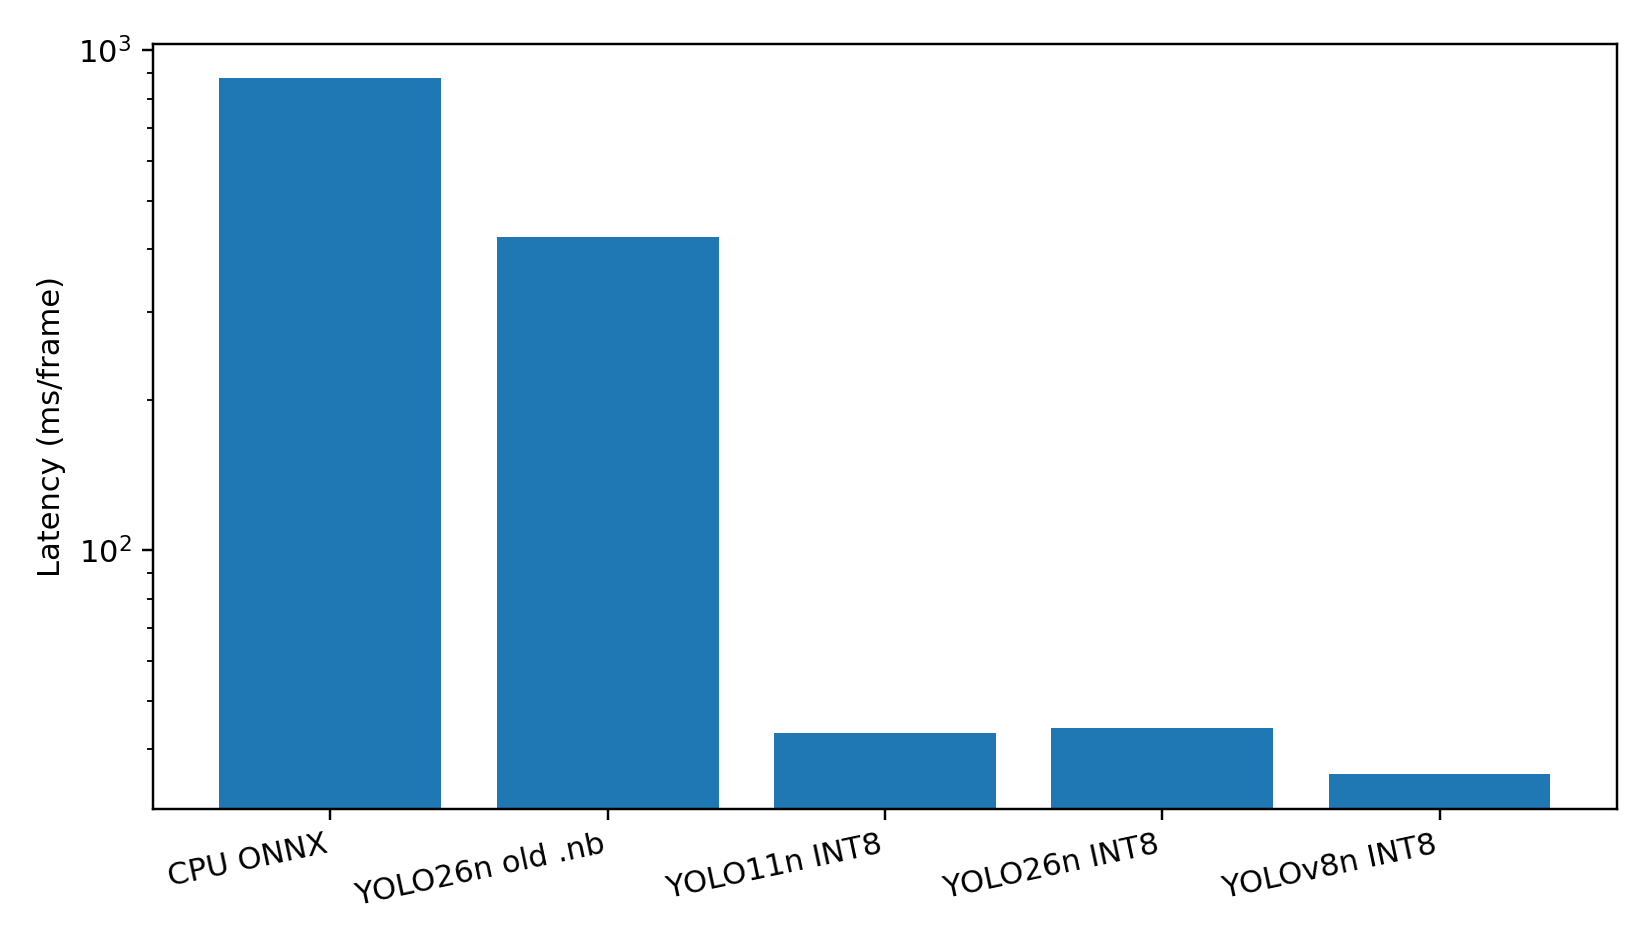 10³
10²
Latency (ms/frame)
CPU ONNX
YOLO26n old .nb
YOLO11n INT8
YOLO26n INT8
YOLOv8n INT8